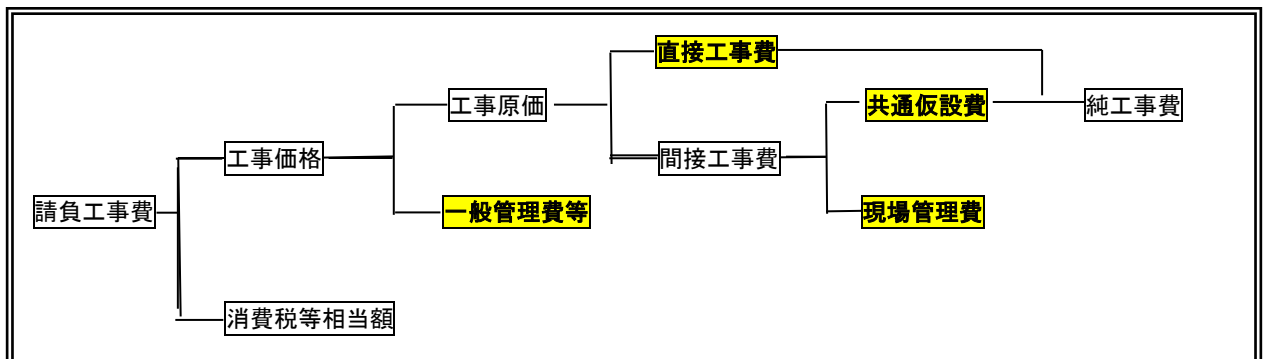 直接工事費
工事原価
共通仮設費
純工事費
工事価格
間接工事費
請負工事費
一般管理費等
現場管理費
消費税等相当額